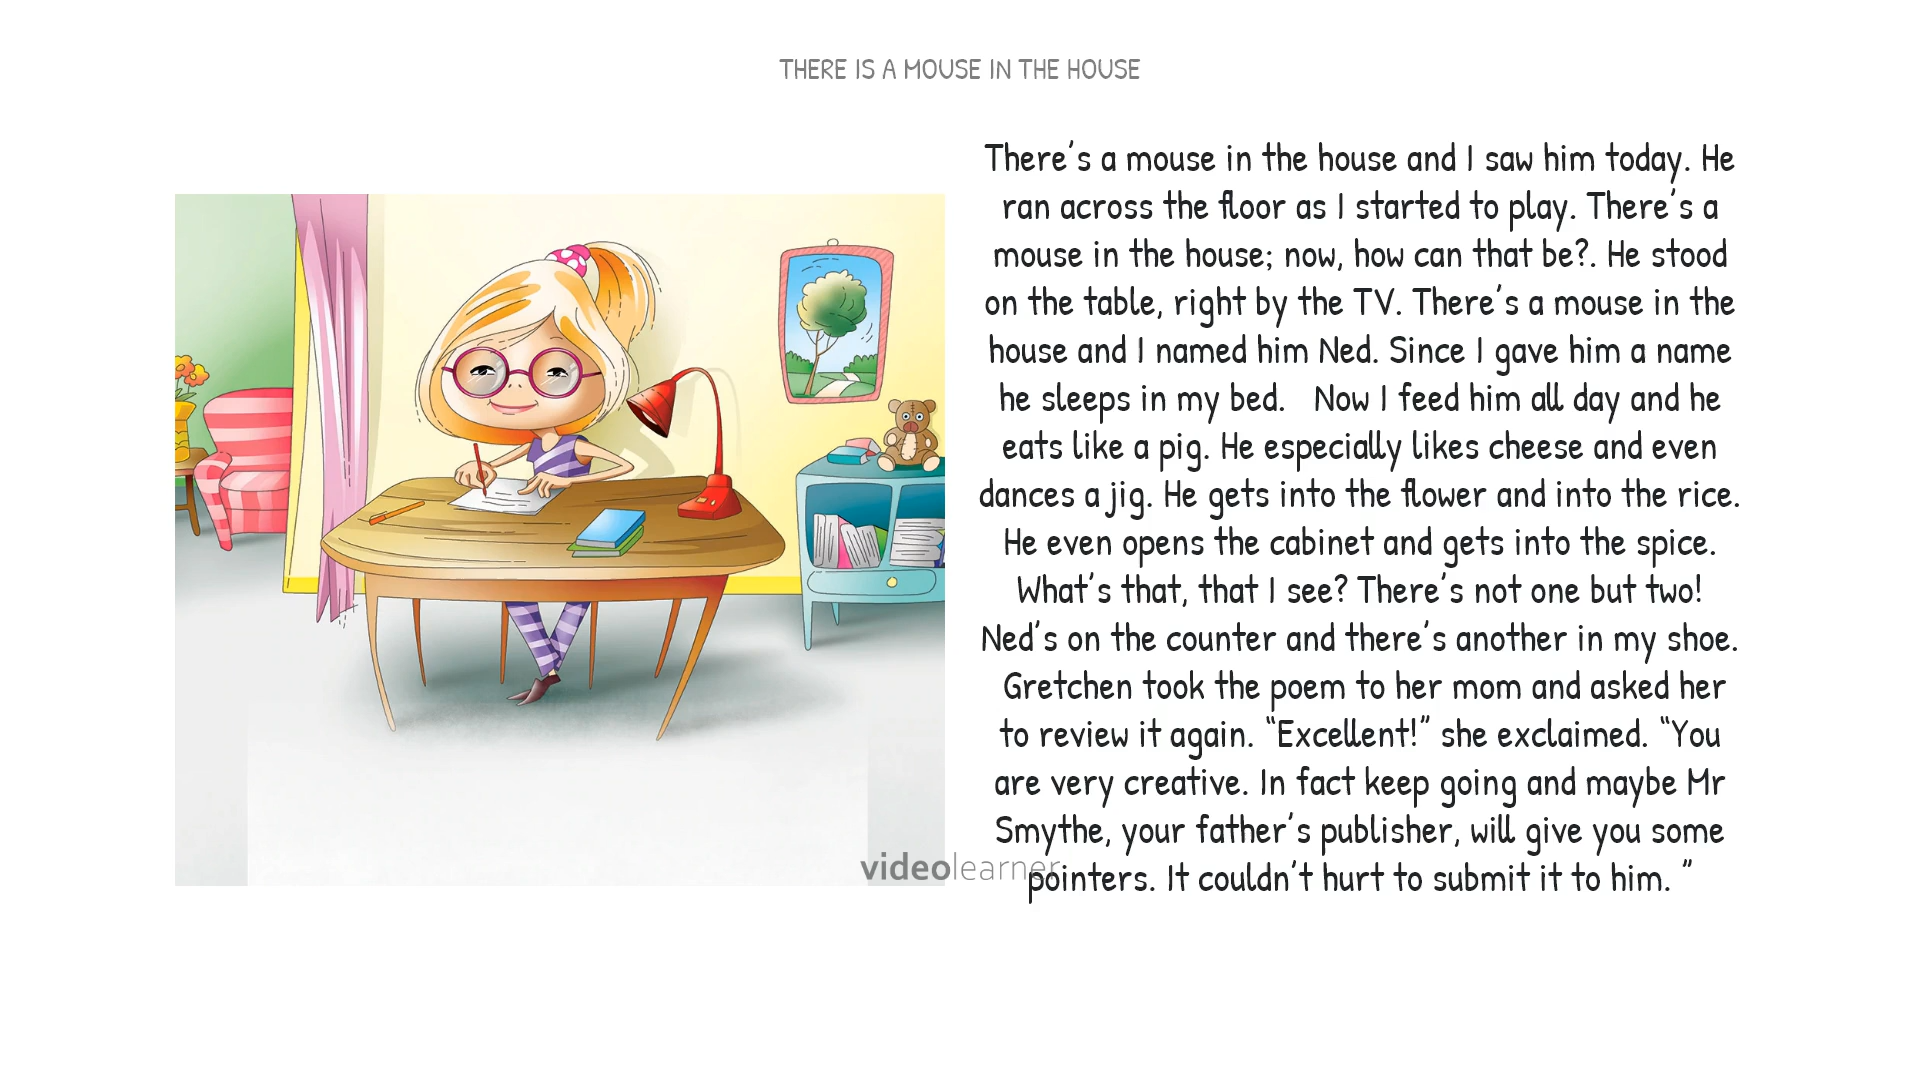 THERE IS A MOUSE IN THE HOUSE
There's a mouse in the house and I saw him today. He
ran across the floor as I started to play. There's a
mouse in the house; now, how can that be?. He stood
on the table, right by the TV. There's a mouse in the
house and I named him Ned. Since I gave him a name
he sleeps in my bed.   Now I feed him all day and he
eats like a pig. He especially likes cheese and even
dances a jig. He gets into the flower and into the rice.
He even opens the cabinet and gets into the spice.
What's that, that I see? There's not one but two!
Ned's on the counter and there's another in my shoe.
Gretchen took the poem to her mom and asked her
to review it again. “Excellent!” she exclaimed. “You
are very creative. In fact keep going and maybe Mr
Smythe, your father's publisher, will give you some
pointers. It couldn't hurt to submit it to him. ”
videolearner